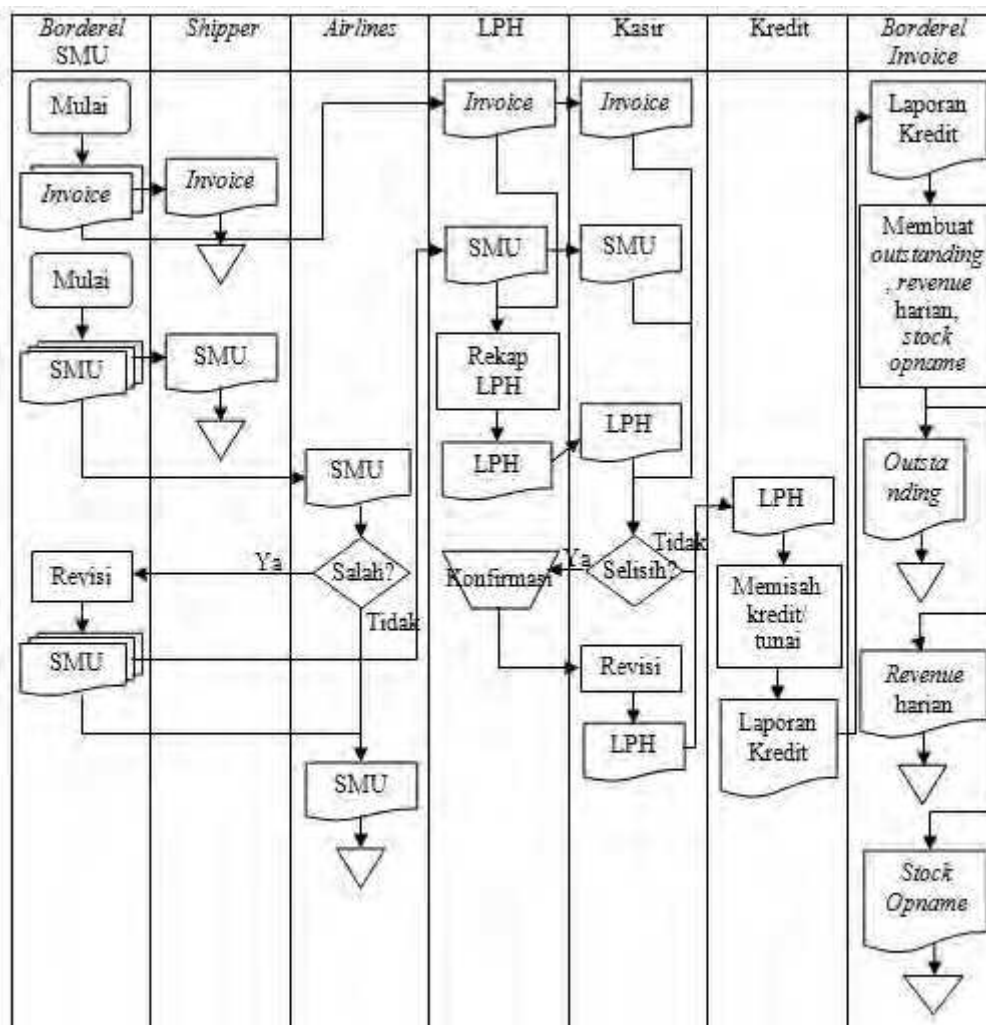 Borderel
SMU
Shipper
Airlines
LPH
Kasir
Kredit
Borderel
Invoice
Mulai
Invoice
Mulai
SMU
Revisi
SMU
Invoice
SMU
SMU
Salah?
Ya
Tidak
SMU
Invoice
SMU
Rekap
LPH
LPH
Konfirmasi
Invoice
SMU
LPH
Selisih?
Ya
Tidak
Revisi
LPH
LPH
Memisah
kredit/
tunai
Laporan
Kredit
Laporan
Kredit
Membuat
outstanding
, revenue
harian,
stock
opname
Outsta
nding
Revenue
harian
Stock
Opname